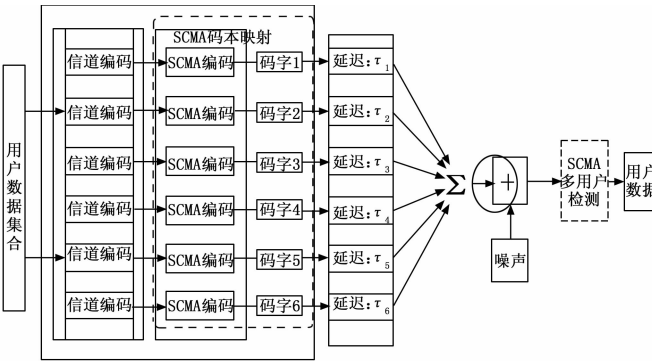 SCMA码本映射
用户数据集合
信道编码 SCMA编码 码字1 延迟：τ1
信道编码 SCMA编码 码字2 延迟：τ2
信道编码 SCMA编码 码字3 延迟：τ3
信道编码 SCMA编码 码字4 延迟：τ4
信道编码 SCMA编码 码字5 延迟：τ5
信道编码 SCMA编码 码字6 延迟：τ6
Σ
+
噪声
SCMA
多用户
检测
用户
数据